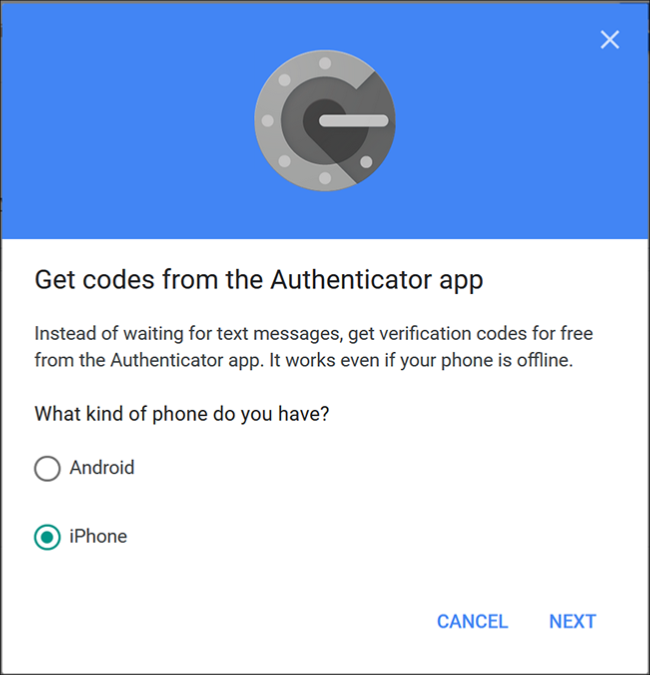 Get codes from the Authenticator app
Instead of waiting for text messages, get verification codes for free
from the Authenticator app. It works even if your phone is offline.
What kind of phone do you have?
Android
iPhone
CANCEL NEXT